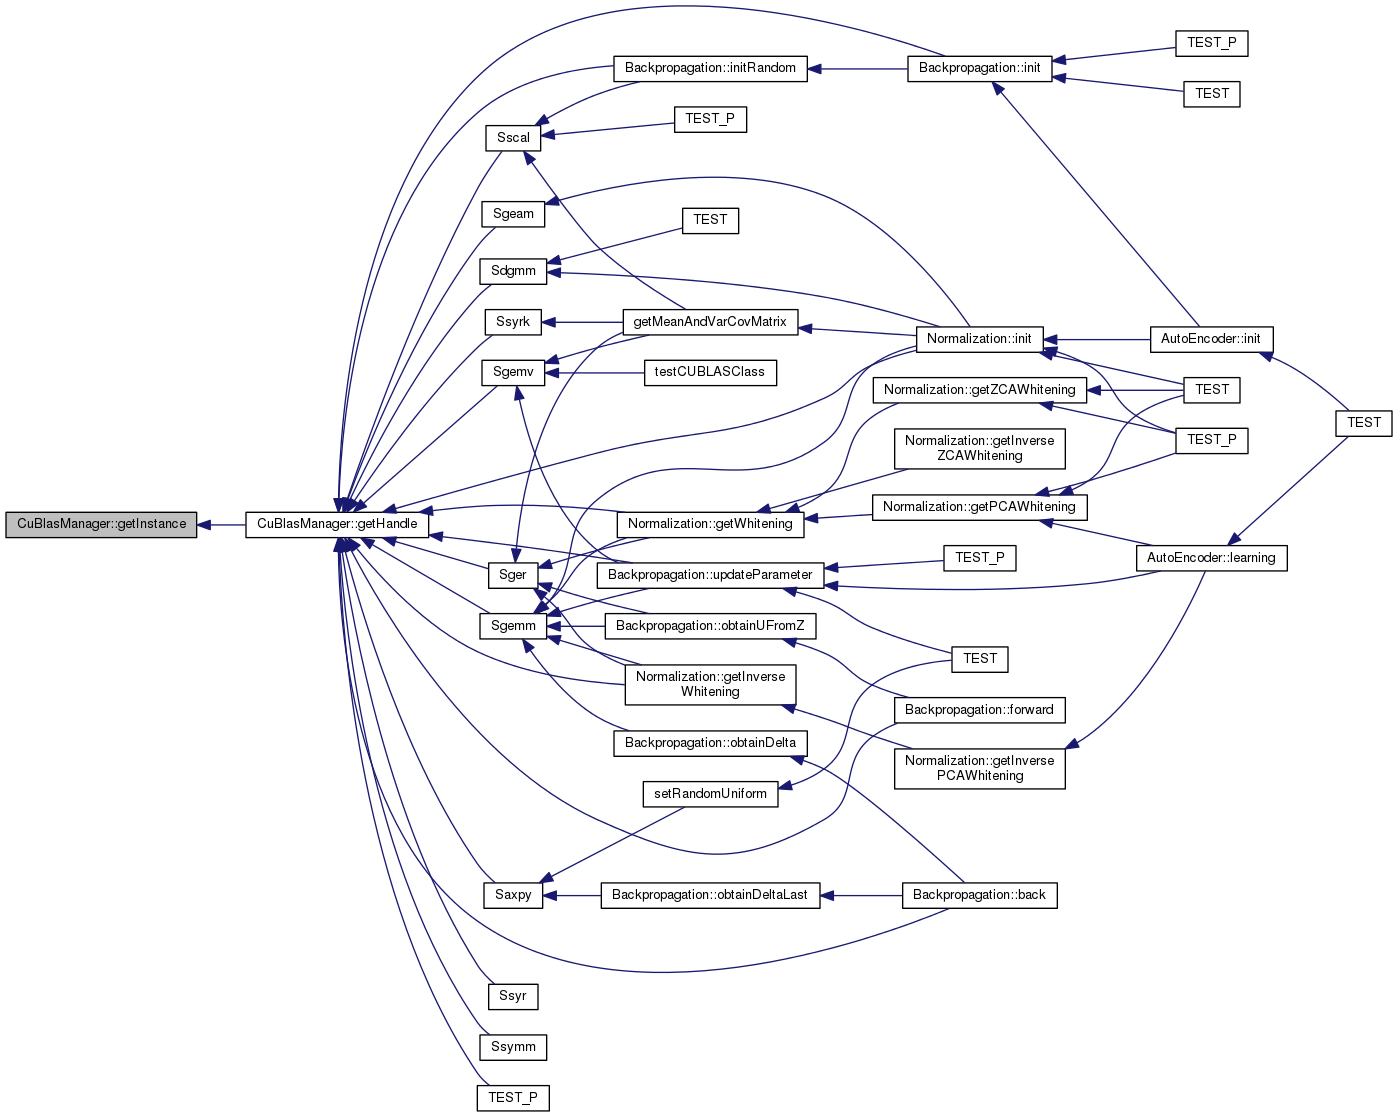 TEST_P
Backpropagation::initRandom
Backpropagation::init
TEST
TEST_P
Sscal
Sgeam
TEST
Sdgmm
Ssyrk
getMeanAndVarCovMatrix
Normalization::init
AutoEncoder::init
Sgemv
testCUBLASClass
Normalization::getZCAWhitening
TEST
TEST
TEST_P
Normalization::getInverse
ZCAWhitening
Normalization::getPCAWhitening
CuBlasManager::getInstance
CuBlasManager::getHandle
Normalization::getWhitening
TEST_P
AutoEncoder::learning
Sger
Backpropagation::updateParameter
Sgemm
Backpropagation::obtainUFromZ
TEST
Normalization::getInverse
Whitening
Backpropagation::forward
Backpropagation::obtainDelta
Normalization::getInverse
PCAWhitening
setRandomUniform
Saxpy
Backpropagation::obtainDeltaLast
Backpropagation::back
Ssyr
Ssymm
TEST_P